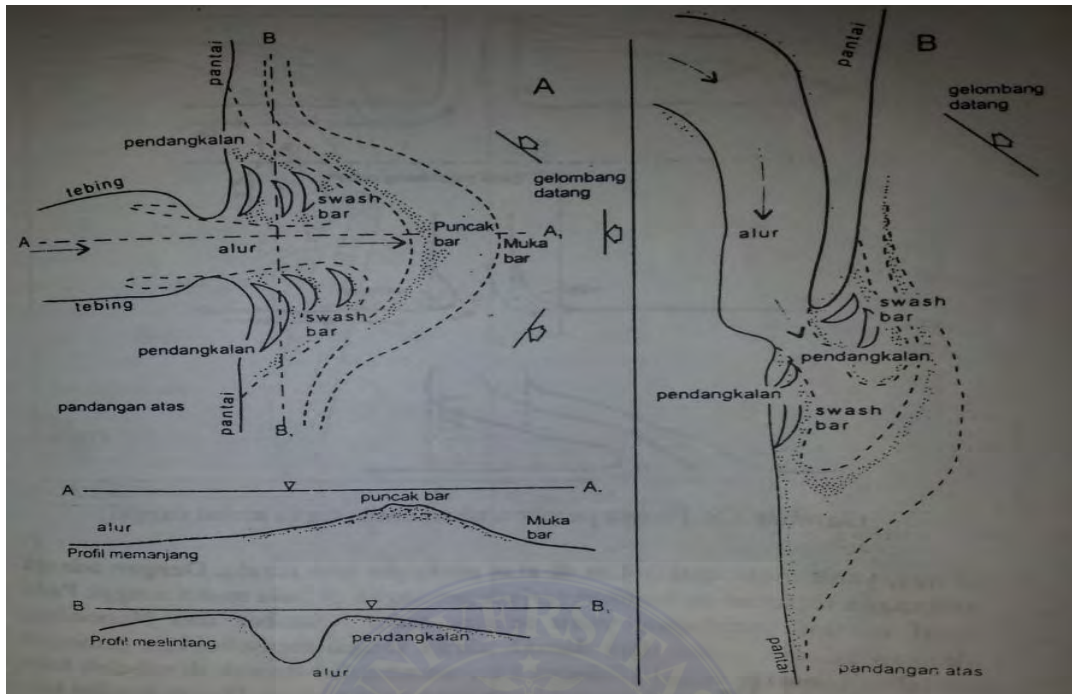 B
pantai
A
pendangkalan
tebing
swash
bar
gelombang
datang
A
alur
Puncak
bar
A,
Muka
bar
tebing
swash
bar
pendangkalan
pandangan atas
pantai
B,
A
puncak bar
A.
alur
Muka
bar
Profil memanjang
B
B,
Profil meelintang
pendangkalan
alur
pantai
B
gelombang
datang
alur
swash
bar
pendangkalan
pendangkalan
swash
bar
pantai
pandangan atas